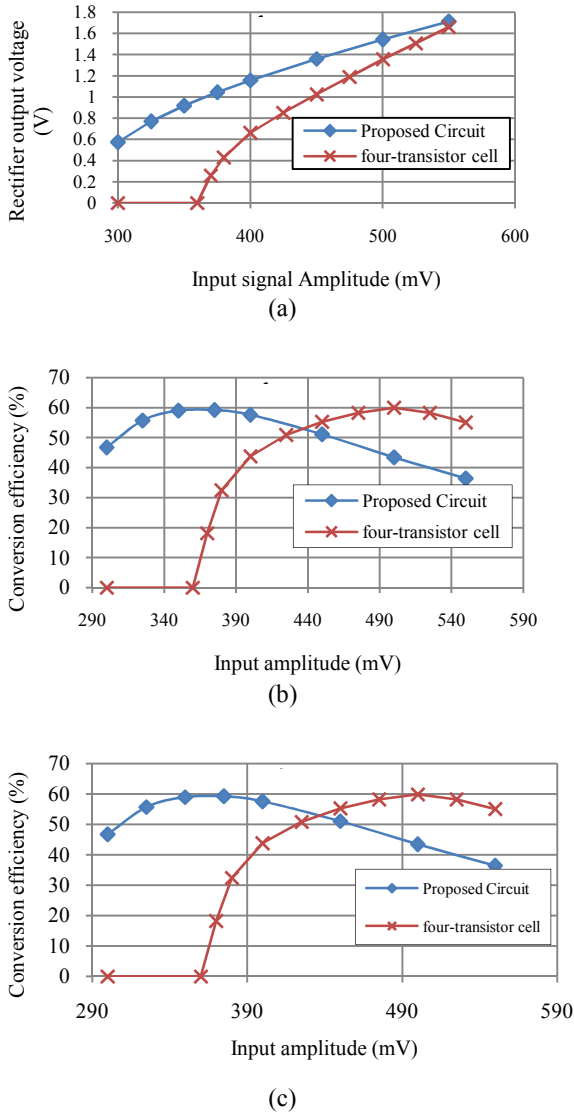 1.8
1.6
1.4
1.2
1
0.8
0.6
0.4
0.2
0
Rectifier output voltage
(V)
Proposed Circuit
four-transistor cell
300 400 500 600
Input signal Amplitude (mV)
(a)
70
60
50
40
30
20
10
0
Conversion efficiency (%)
Proposed Circuit
four-transistor cell
290 340 390 440 490 540 590
Input amplitude (mV)
(b)
70
60
50
40
30
20
10
0
Conversion efficiency (%)
Proposed Circuit
four-transistor cell
290 390 490 590
Input amplitude (mV)
(c)